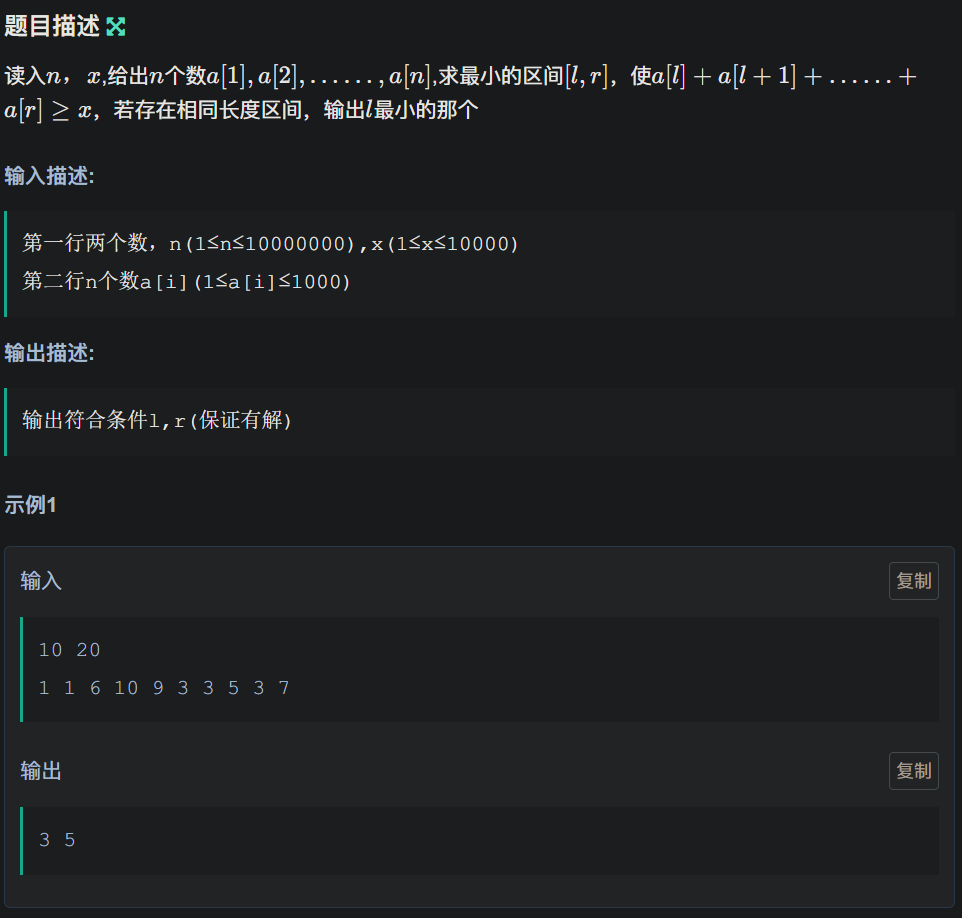 题目描述
读入n，x,给出n个数a[1],a[2],......,a[n],求最小的区间[l,r]，使a[l]+a[l+1]+......+
a[r]≥x，若存在相同长度区间，输出l最小的那个
输入描述:
第一行两个数，n(1≤n≤10000000),x(1≤x≤10000)
第二行n个数a[i](1≤a[i]≤1000)
输出描述:
输出符合条件l,r(保证有解)
示例1
输入
复制
10 20
1 1 6 10 9 3 3 5 3 7
输出
复制
3 5